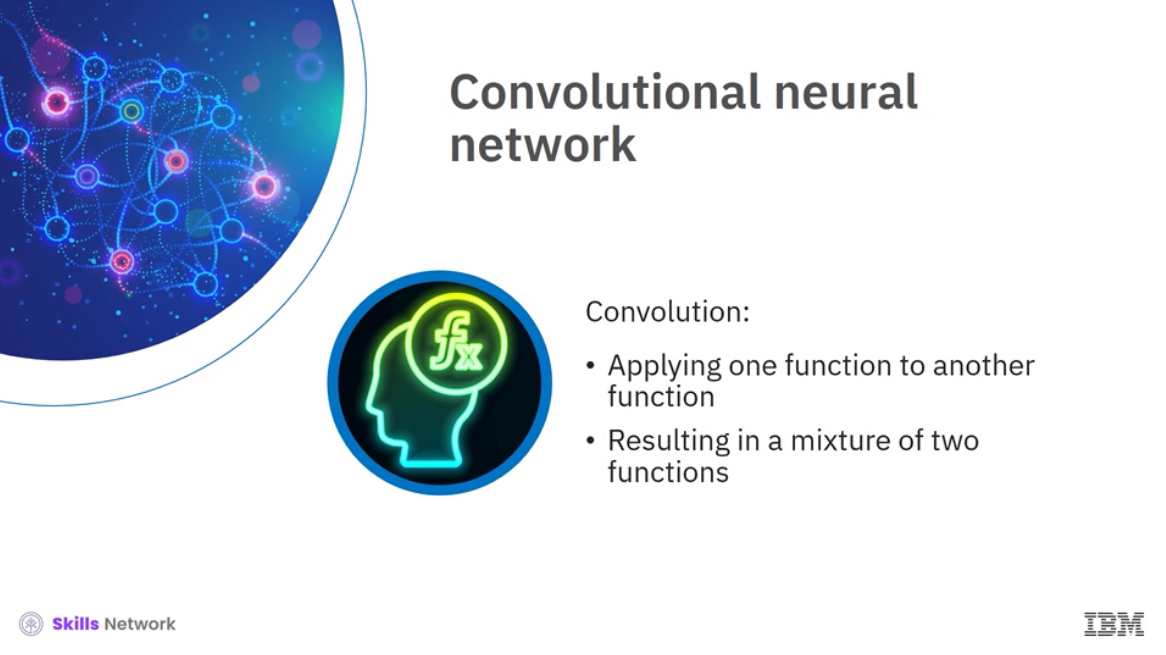 Convolutional neural
network
fx
Convolution:
• Applying one function to another
function
• Resulting in a mixture of two
functions
Skills Network
IBM